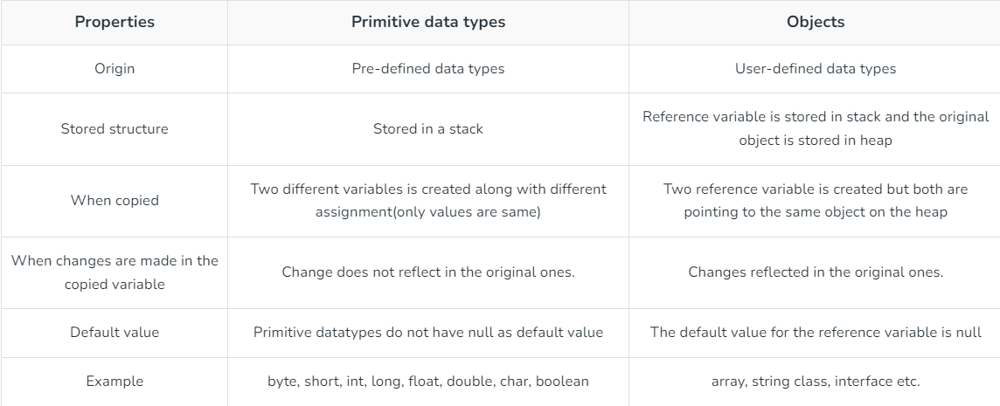 Properties Primitive data types Objects
Origin Pre-defined data types User-defined data types
Stored structure Stored in a stack Reference variable is stored in stack and the original
object is stored in heap
When copied Two different variables is created along with different
assignment(only values are same) Two reference variable is created but both are
pointing to the same object on the heap
When changes are made in the
copied variable Change does not reflect in the original ones. Changes reflected in the original ones.
Default value Primitive datatypes do not have null as default value The default value for the reference variable is null
Example byte, short, int, long, float, double, char, boolean array, string class, interface etc.